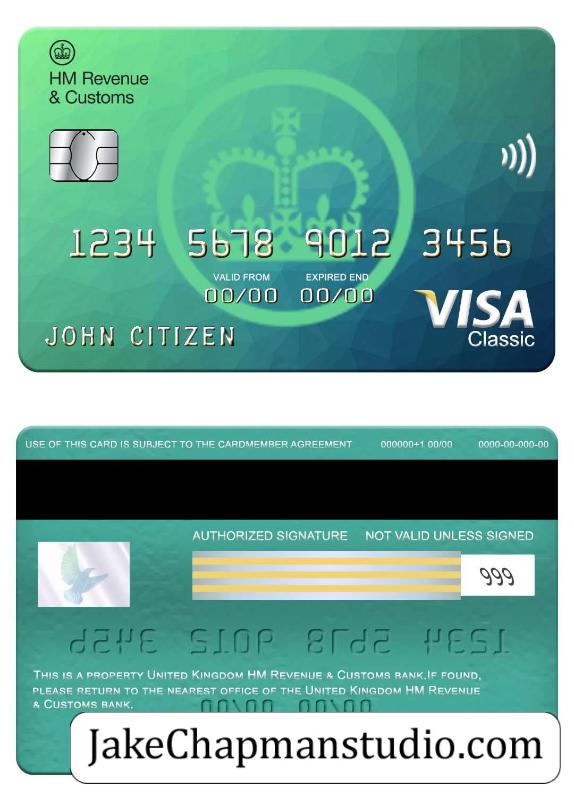 HM Revenue
& Customs
1234 5678 9012 3456
VALID FROM EXPIRED END
00/00 00/00
JOHN CITIZEN
VISA
Classic
USE OF THIS CARD IS SUBJECT TO THE CARDMEMBER AGREEMENT 000000+1 00/00 0000-00-000-00
AUTHORIZED SIGNATURE NOT VALID UNLESS SIGNED
999
THIS IS A PROPERTY UNITED KINGDOM HM REVENUE & CUSTOMS BANK.IF FOUND,
PLEASE RETURN TO THE NEAREST OFFICE OF THE UNITED KINGDOM HM REVENUE
& CUSTOMS BANK.
JakeChapmanstudio.com